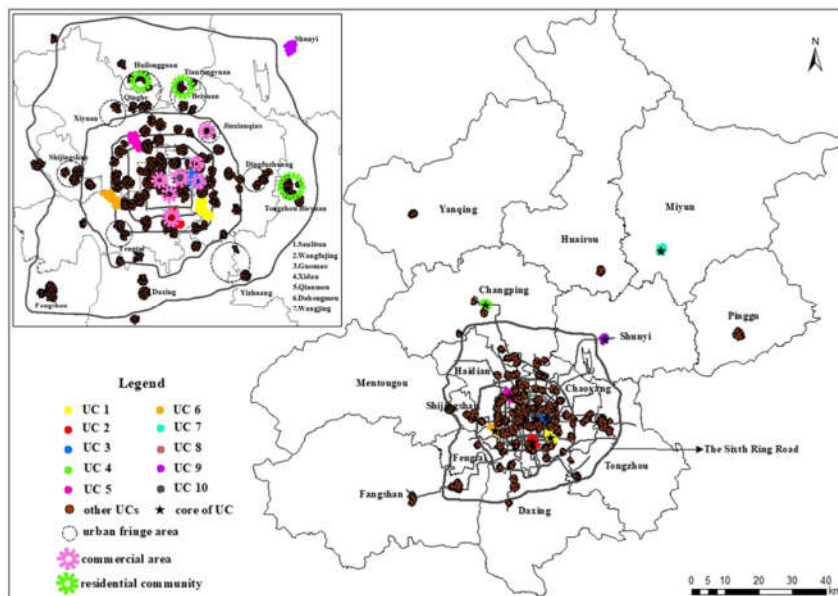 Shunyi
Huilongguan
Tiantongyuan
Qinghe
Beiyuan
Xiyuan
Jiuxianqiao
Shijingshan
Dingfuzhuang
Tongzhou Beiyuan
Fengtai
1.Sanlitun
2.Wangfujing
3.Guomao
4.Xidan
5.Qianmen
6.Dahongmen
7.Wangjing
Fangshan
Daxing
Yizhuang
N
Yanqing
Huairou
Miyun
Changping
Pinggu
Shunyi
Mentougou
Haidian
Chaoyang
Shijingshan
Fengtai
The Sixth Ring Road
Tongzhou
Fangshan
Daxing
Legend
UC 1
UC 6
UC 2
UC 7
UC 3
UC 8
UC 4
UC 9
UC 5
UC 10
other UCs
core of UC
urban fringe area
commercial area
residential community
0 5 10 20 30 40